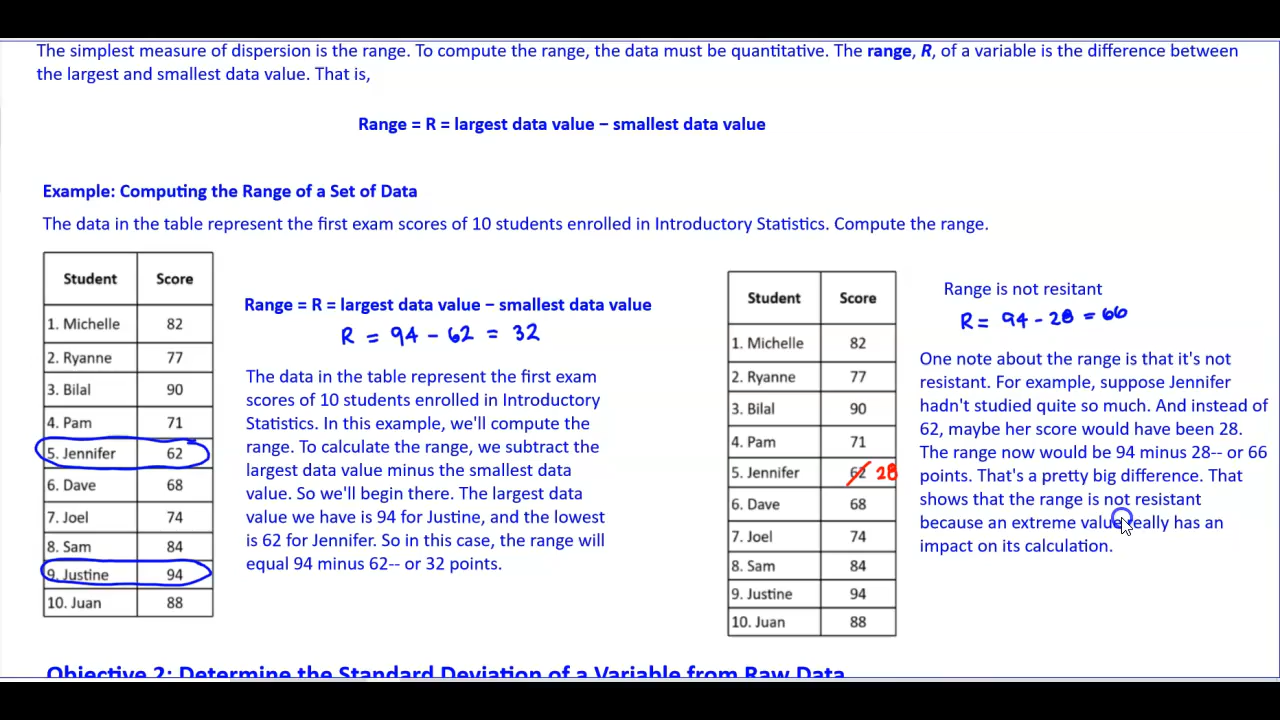 The simplest measure of dispersion is the range. To compute the range, the data must be quantitative. The range, R, of a variable is the difference between
the largest and smallest data value. That is,
Range = R = largest data value − smallest data value
Example: Computing the Range of a Set of Data
The data in the table represent the first exam scores of 10 students enrolled in Introductory Statistics. Compute the range.
Student Score
1. Michelle 82
2. Ryanne 77
3. Bilal 90
4. Pam 71
5. Jennifer 62
6. Dave 68
7. Joel 74
8. Sam 84
9. Justine 94
10. Juan 88
Range = R = largest data value − smallest data value
R = 94 - 62 = 32
The data in the table represent the first exam
scores of 10 students enrolled in Introductory
Statistics. In this example, we'll compute the
range. To calculate the range, we subtract the
largest data value minus the smallest data
value. So we'll begin there. The largest data
value we have is 94 for Justine, and the lowest
is 62 for Jennifer. So in this case, the range will
equal 94 minus 62-- or 32 points.
Student Score
1. Michelle 82
2. Ryanne 77
3. Bilal 90
4. Pam 71
5. Jennifer 62 28
6. Dave 68
7. Joel 74
8. Sam 84
9. Justine 94
10. Juan 88
Range is not resitant
R = 94 - 28 = 66
One note about the range is that it's not
resistant. For example, suppose Jennifer
hadn't studied quite so much. And instead of
62, maybe her score would have been 28.
The range now would be 94 minus 28-- or 66
points. That's a pretty big difference. That
shows that the range is not resistant
because an extreme value really has an
impact on its calculation.
Objective 2: Determine the Standard Deviation of a Variable from Raw Data